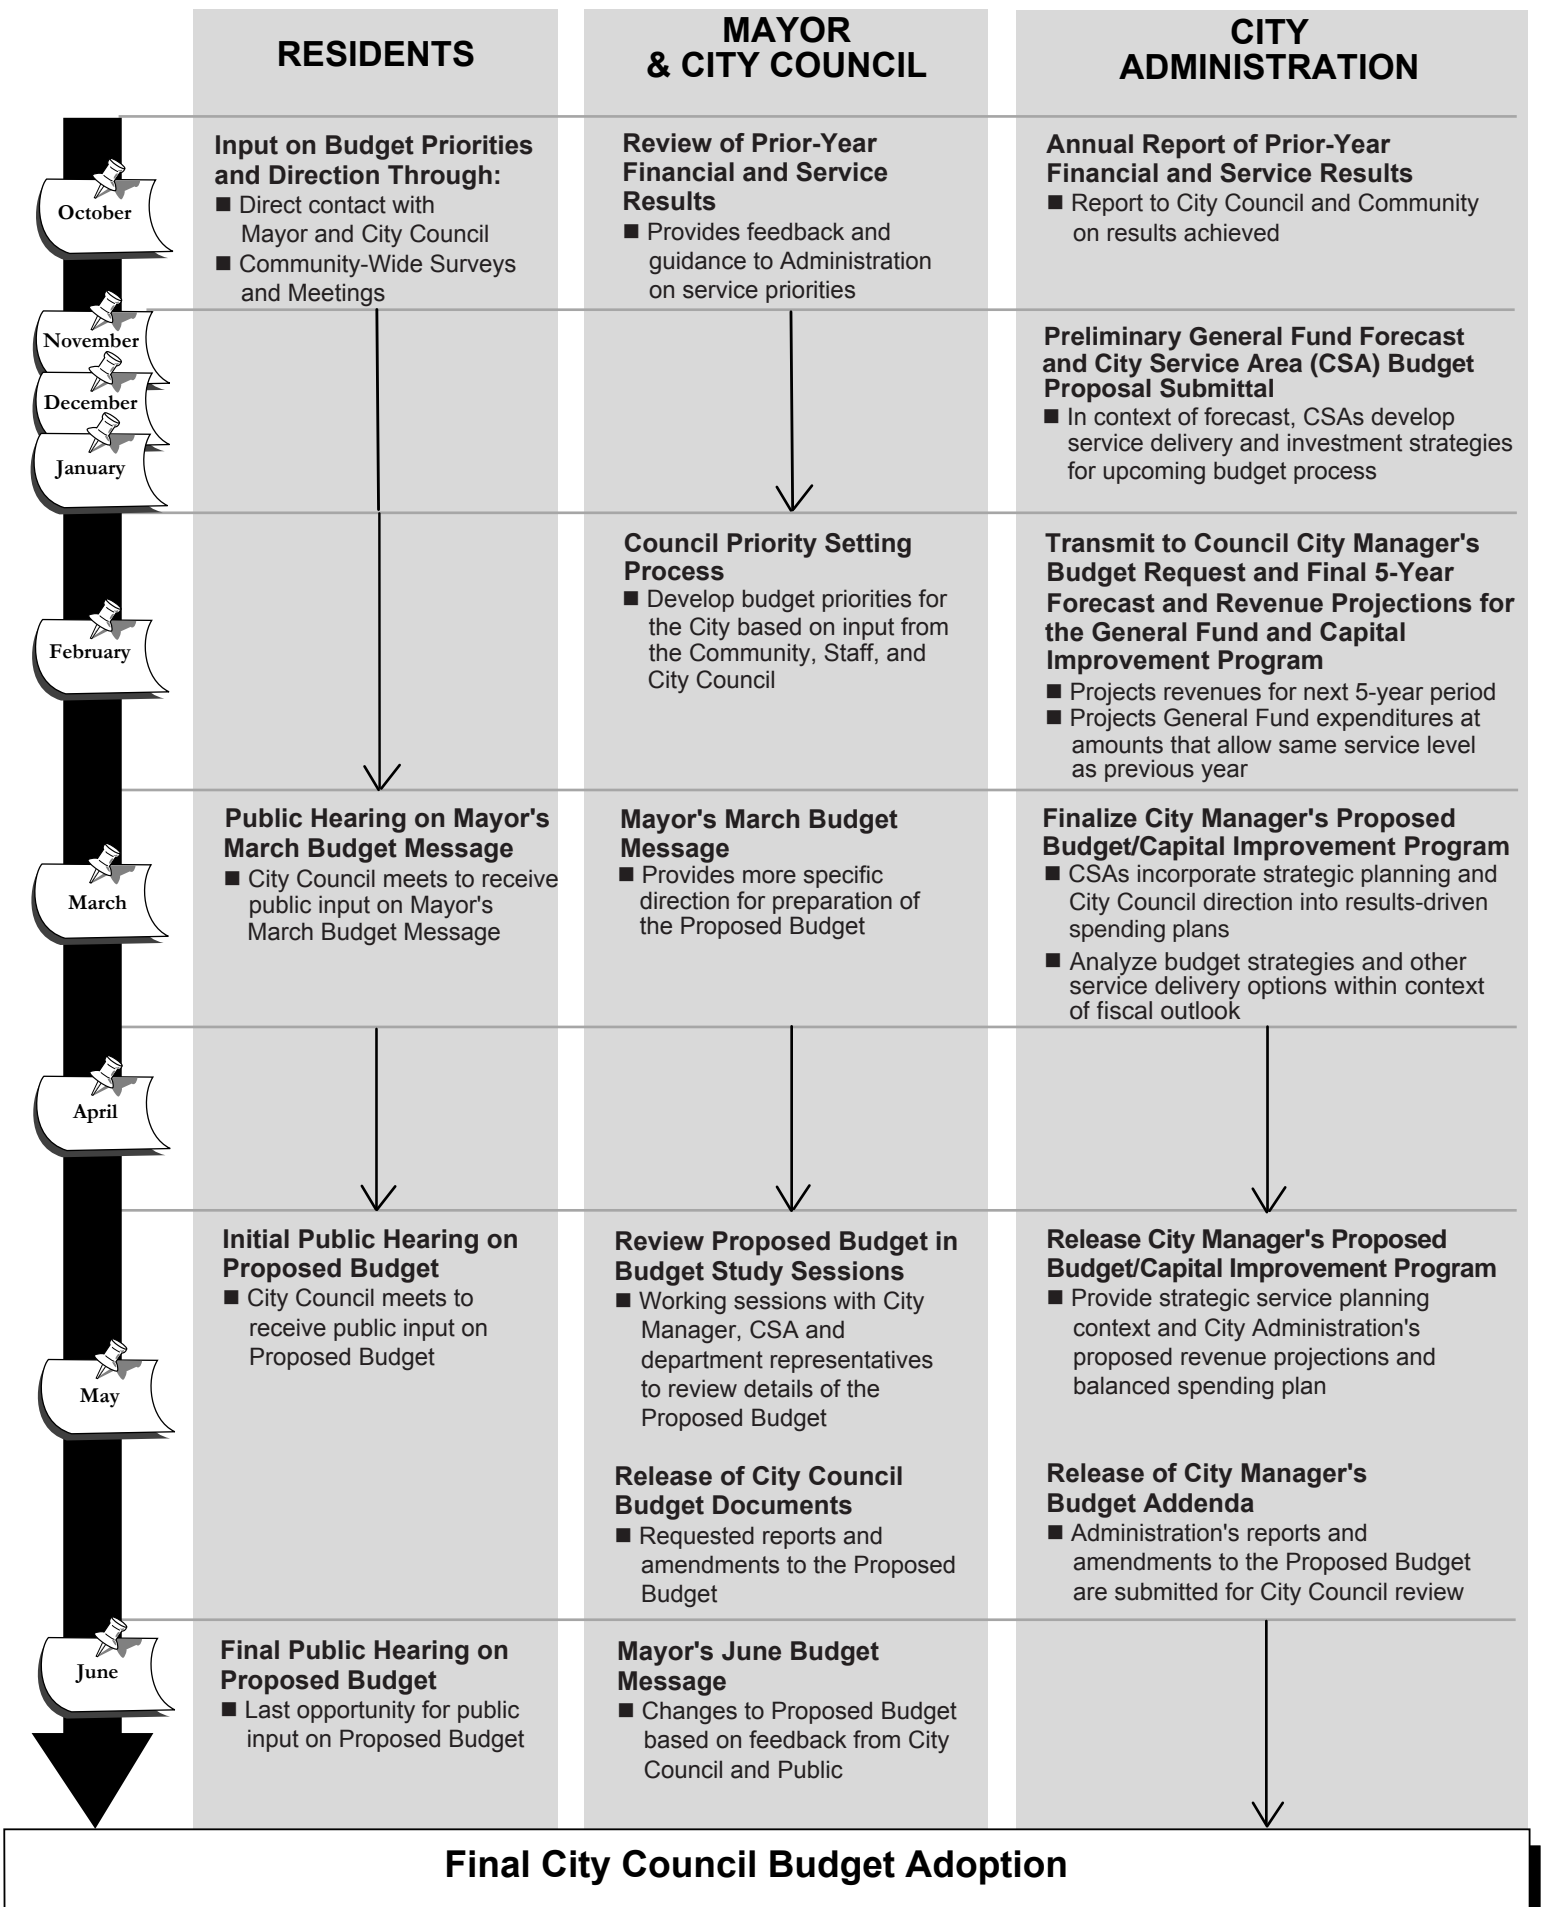 RESIDENTS
MAYOR
& CITY COUNCIL
CITY
ADMINISTRATION
October
Input on Budget Priorities
and Direction Through:
■ Direct contact with
Mayor and City Council
■ Community-Wide Surveys
and Meetings
Review of Prior-Year
Financial and Service
Results
■ Provides feedback and
guidance to Administration
on service priorities
Annual Report of Prior-Year
Financial and Service Results
■ Report to City Council and Community
on results achieved
November
December
January
Preliminary General Fund Forecast
and City Service Area (CSA) Budget
Proposal Submittal
■ In context of forecast, CSAs develop
service delivery and investment strategies
for upcoming budget process
February
Council Priority Setting
Process
■ Develop budget priorities for
the City based on input from
the Community, Staff, and
City Council
Transmit to Council City Manager's
Budget Request and Final 5-Year
Forecast and Revenue Projections for
the General Fund and Capital
Improvement Program
■ Projects revenues for next 5-year period
■ Projects General Fund expenditures at
amounts that allow same service level
as previous year
March
Public Hearing on Mayor's
March Budget Message
■ City Council meets to receive
public input on Mayor's
March Budget Message
Mayor's March Budget
Message
■ Provides more specific
direction for preparation of
the Proposed Budget
Finalize City Manager's Proposed
Budget/Capital Improvement Program
■ CSAs incorporate strategic planning and
City Council direction into results-driven
spending plans
■ Analyze budget strategies and other
service delivery options within context
of fiscal outlook
April
May
Initial Public Hearing on
Proposed Budget
■ City Council meets to
receive public input on
Proposed Budget
Review Proposed Budget in
Budget Study Sessions
■ Working sessions with City
Manager, CSA and
department representatives
to review details of the
Proposed Budget
Release of City Council
Budget Documents
■ Requested reports and
amendments to the Proposed
Budget
Release City Manager's Proposed
Budget/Capital Improvement Program
■ Provide strategic service planning
context and City Administration's
proposed revenue projections and
balanced spending plan
Release of City Manager's
Budget Addenda
■ Administration's reports and
amendments to the Proposed Budget
are submitted for City Council review
June
Final Public Hearing on
Proposed Budget
■ Last opportunity for public
input on Proposed Budget
Mayor's June Budget
Message
■ Changes to Proposed Budget
based on feedback from City
Council and Public
Final City Council Budget Adoption